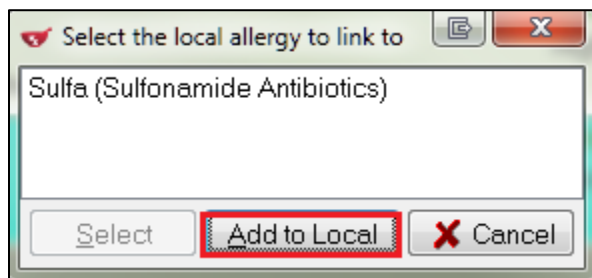 Select the local allergy to link to
Sulfa (Sulfonamide Antibiotics)
Select Add to Local Cancel